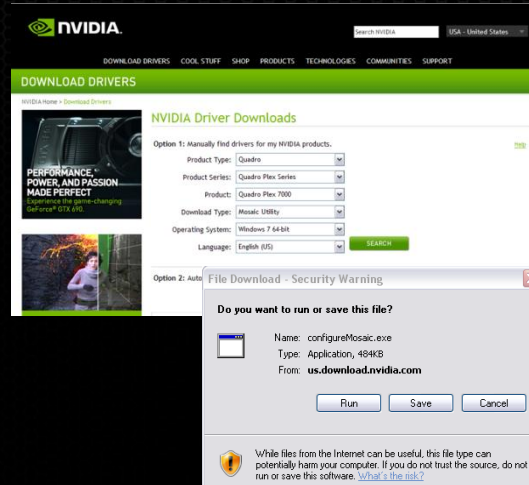 NVIDIA.
Search NVIDIA
USA - United States
DOWNLOAD DRIVERS COOL STUFF SHOP PRODUCTS TECHNOLOGIES COMMUNITIES SUPPORT
DOWNLOAD DRIVERS
NVIDIA Home > Download Drivers
NVIDIA Driver Downloads
Option 1: Manually find drivers for my NVIDIA products.
Help
Product Type: Quadro
Product Series: Quadro Plex Series
Product: Quadro Plex 7000
Download Type: Mosaic Utility
Operating System: Windows 7 64-bit
Language: English (US)
SEARCH
PERFORMANCE,
POWER, AND PASSION
MADE PERFECT
Experience the game-changing
GeForce® GTX 690.
Option 2: Auto
File Download - Security Warning
Do you want to run or save this file?
Name: configureMosaic.exe
Type: Application, 484KB
From: us.download.nvidia.com
Run Save Cancel
While files from the Internet can be useful, this file type can
potentially harm your computer. If you do not trust the source, do not
run or save this software. What's the risk?